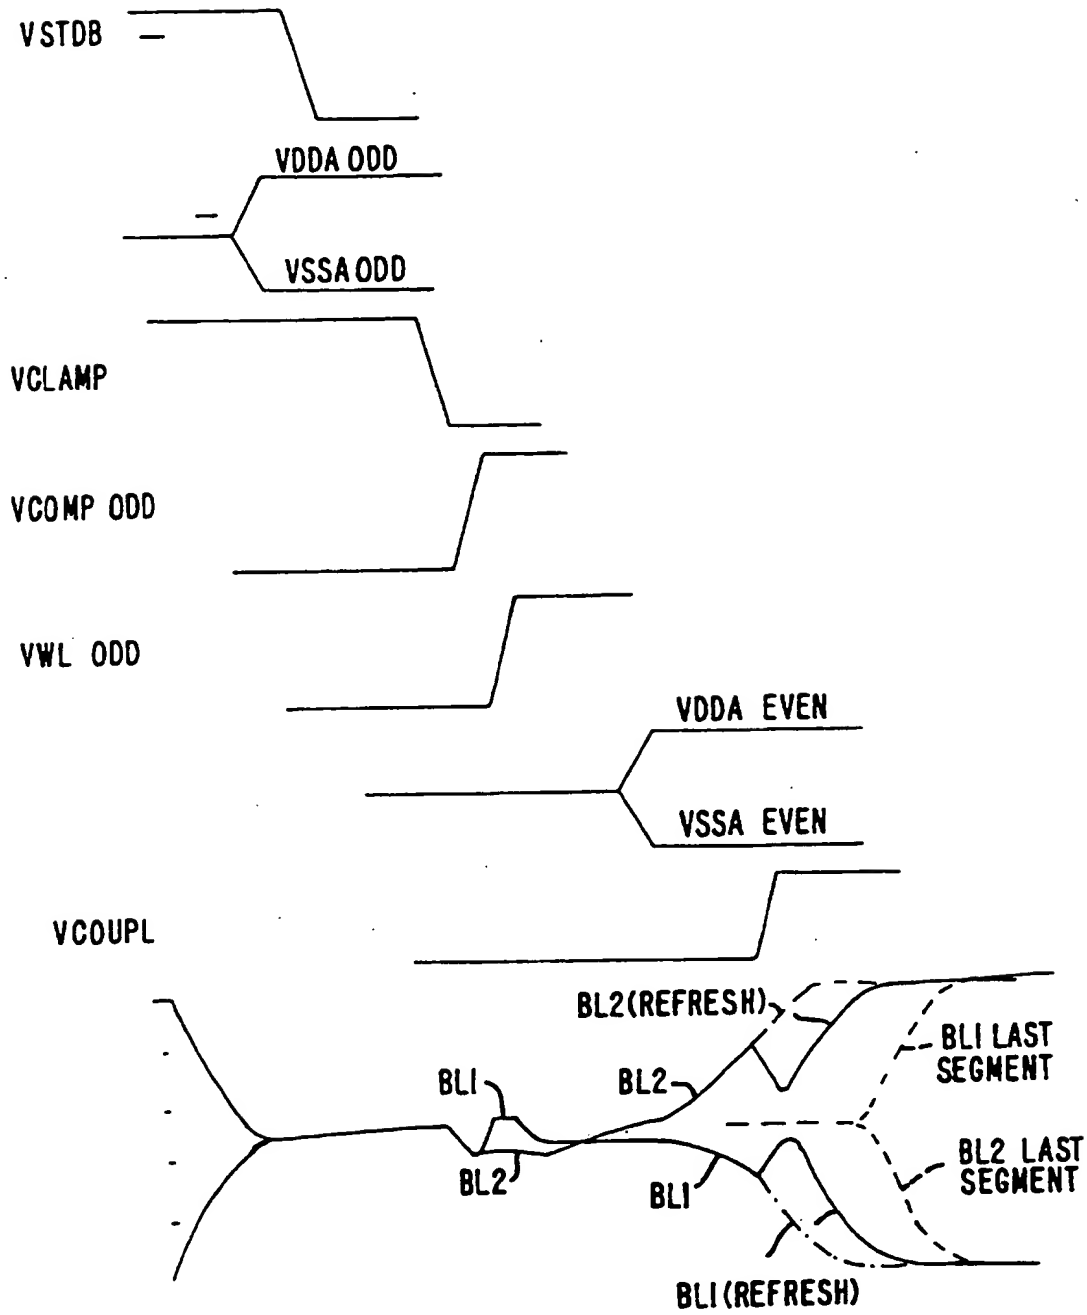 VSTDB
VDDA ODD
VSSA ODD
VCLAMP
VCOMP ODD
VWL ODD
VDDA EVEN
VSSA EVEN
VCOUPL
BL2(REFRESH)
BL1 LAST
SEGMENT
BL1
BL2
BL2
BL1
BL2 LAST
SEGMENT
BL1(REFRESH)